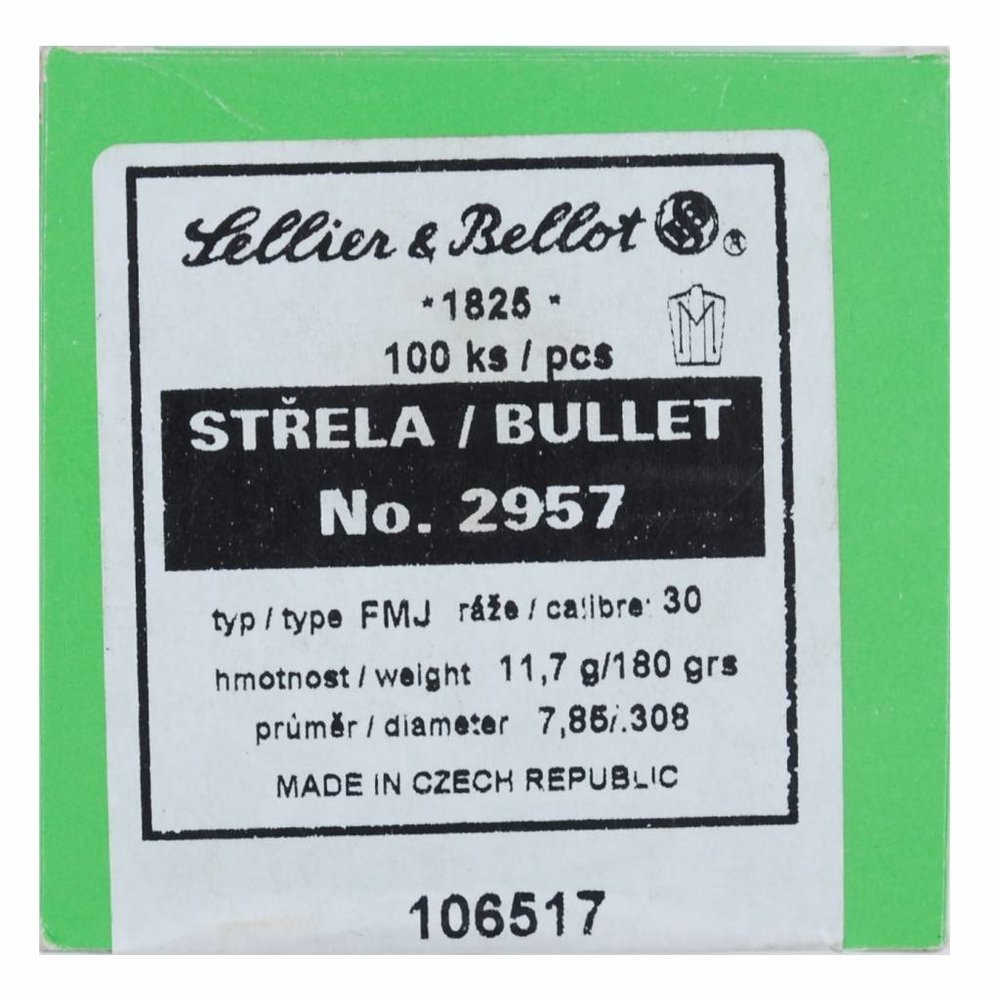 Sellier & Bellot ®
*1825*
100 ks / pcs
STŘELA / BULLET
No. 2957
typ / type FMJ ráže / calibre: 30
hmotnost / weight 11,7 g/180 grs
průměr / diameter 7,85/.308
MADE IN CZECH REPUBLIC
106517